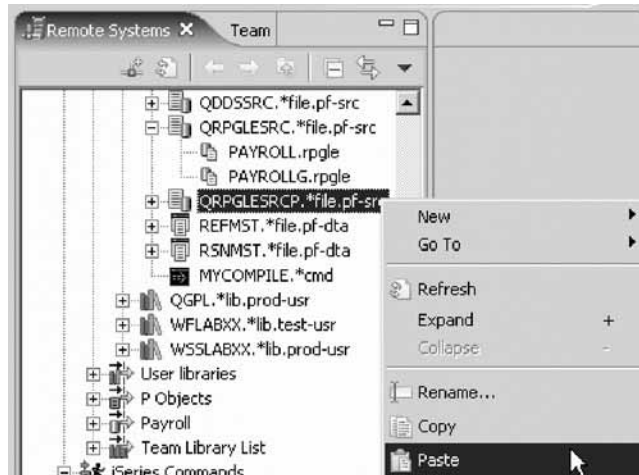 Remote Systems
Team
QDDSSRC.*file.pf-src
QRPGLESRC.*file.pf-src
PAYROLL.rpgle
PAYROLLG.rpgle
QRPGLESRCP.*file.pf-src
REFMST.*file.pf-dta
RSNMST.*file.pf-dta
MYCOMPILE.*cmd
QGPL.*lib.prod-usr
WFLABXX.*lib.test-usr
WSSLABXX.*lib.prod-usr
User libraries
P Objects
Payroll
Team Library List
iSeries Commands
New
Go To
Refresh
Expand +
Collapse -
Rename...
Copy
Paste